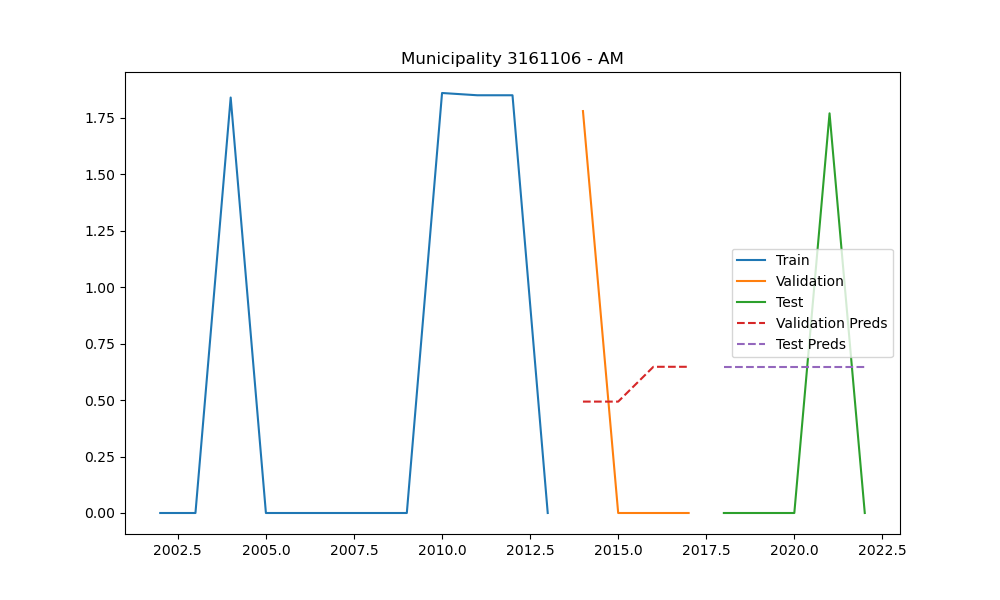 Municipality 3161106 - AM
1.75
1.50
1.25
1.00
0.75
0.50
0.25
0.00
Train
Validation
Test
Validation Preds
Test Preds
2002.5 2005.0 2007.5 2010.0 2012.5 2015.0 2017.5 2020.0 2022.5